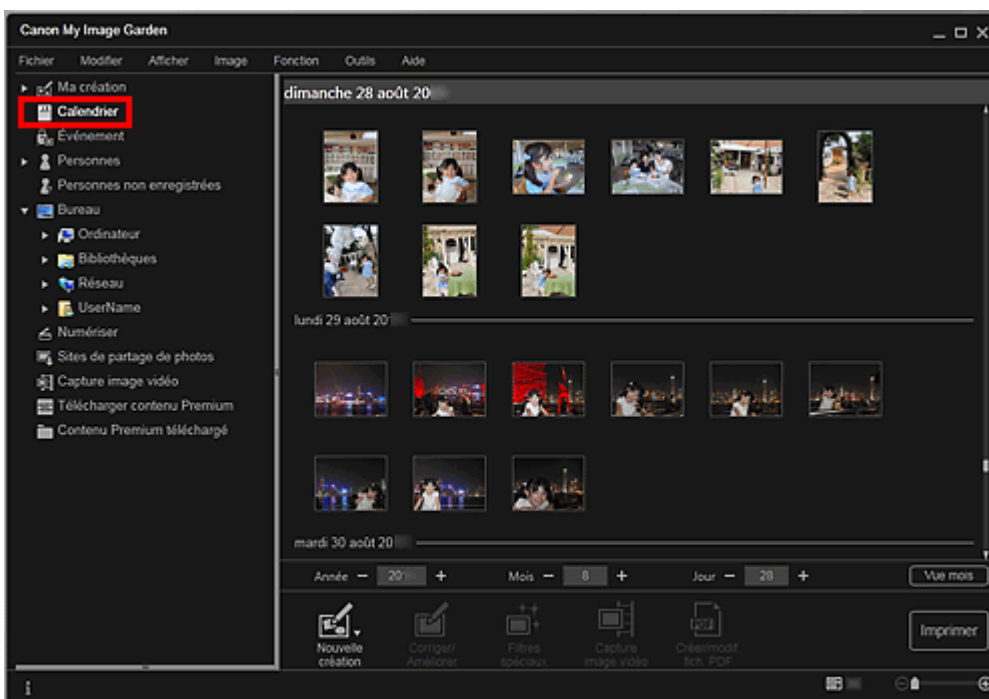 Canon My Image Garden
Fichier Modifier Afficher Image Fonction Outils Aide
Ma création
Calendrier
Événement
Personnes
Personnes non enregistrées
Bureau
Ordinateur
Bibliothèques
Réseau
UserName
Numériser
Sites de partage de photos
Capture image vidéo
Télécharger contenu Premium
Contenu Premium téléchargé
dimanche 28 août 20
lundi 29 août 20
mardi 30 août 20
Année − 20 + Mois − 8 + Jour − 28 + Vue mois
Nouvelle création
Corriger/ Améliorer
Filtres spéciaux
Capture image vidéo
Créer/modif. fich. PDF
Imprimer